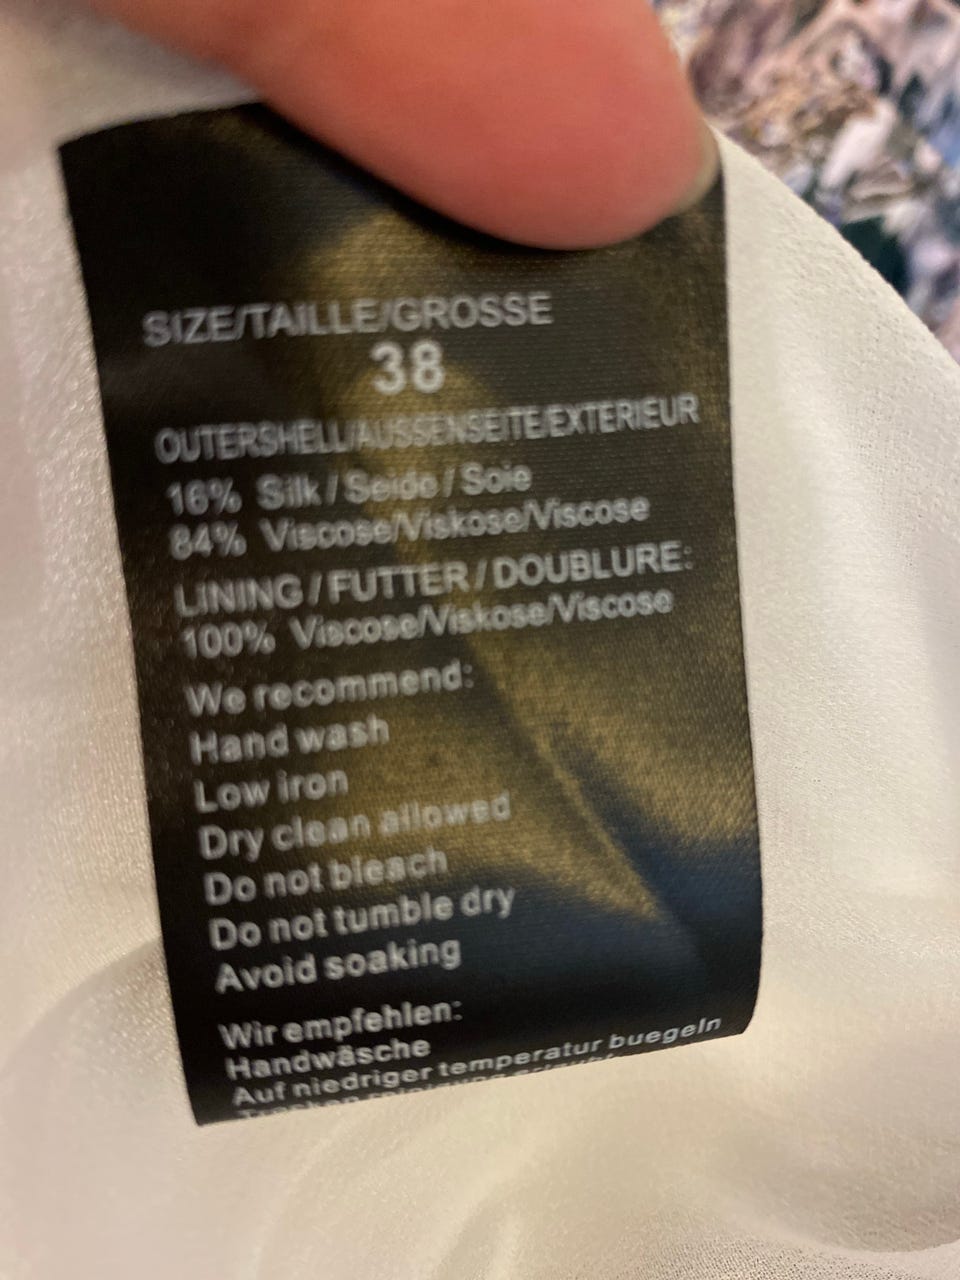 SIZE/TAILLE/GROSSE
38
OUTERSHELL/AUSSENSEITE/EXTERIEUR
16% Silk / Seide / Soie
84% Viscose/Viskose/Viscose
LINING / FUTTER / DOUBLURE:
100% Viscose/Viskose/Viscose
We recommend:
Hand wash
Low iron
Dry clean allowed
Do not bleach
Do not tumble dry
Avoid soaking
Wir empfehlen:
Handwäsche
Auf niedriger temperatur buegeln